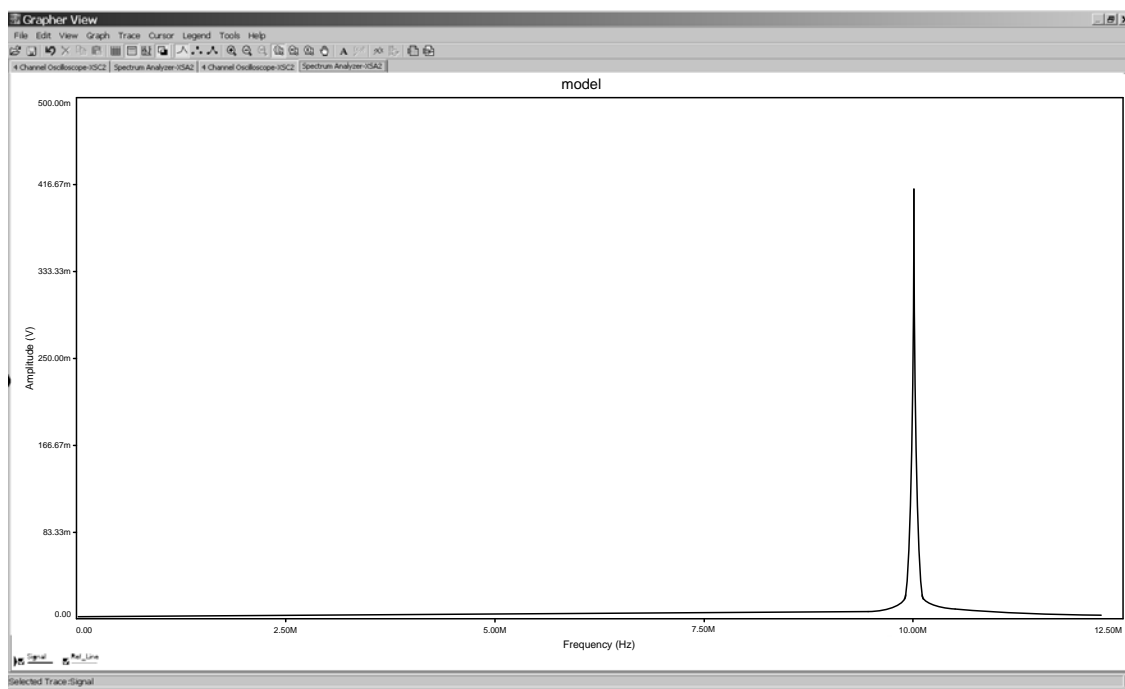 Grapher View
File Edit View Graph Trace Cursor Legend Tools Help
4 Channel Oscilloscope-XSC2 Spectrum Analyzer-XSA2 4 Channel Oscilloscope-XSC2 Spectrum Analyzer-XSA2
model
500.00m
416.67m
333.33m
250.00m
166.67m
83.33m
0.00
Amplitude (V)
0.00 2.50M 5.00M 7.50M 10.00M 12.50M
Frequency (Hz)
Signal Ref_Line
Selected Trace:Signal